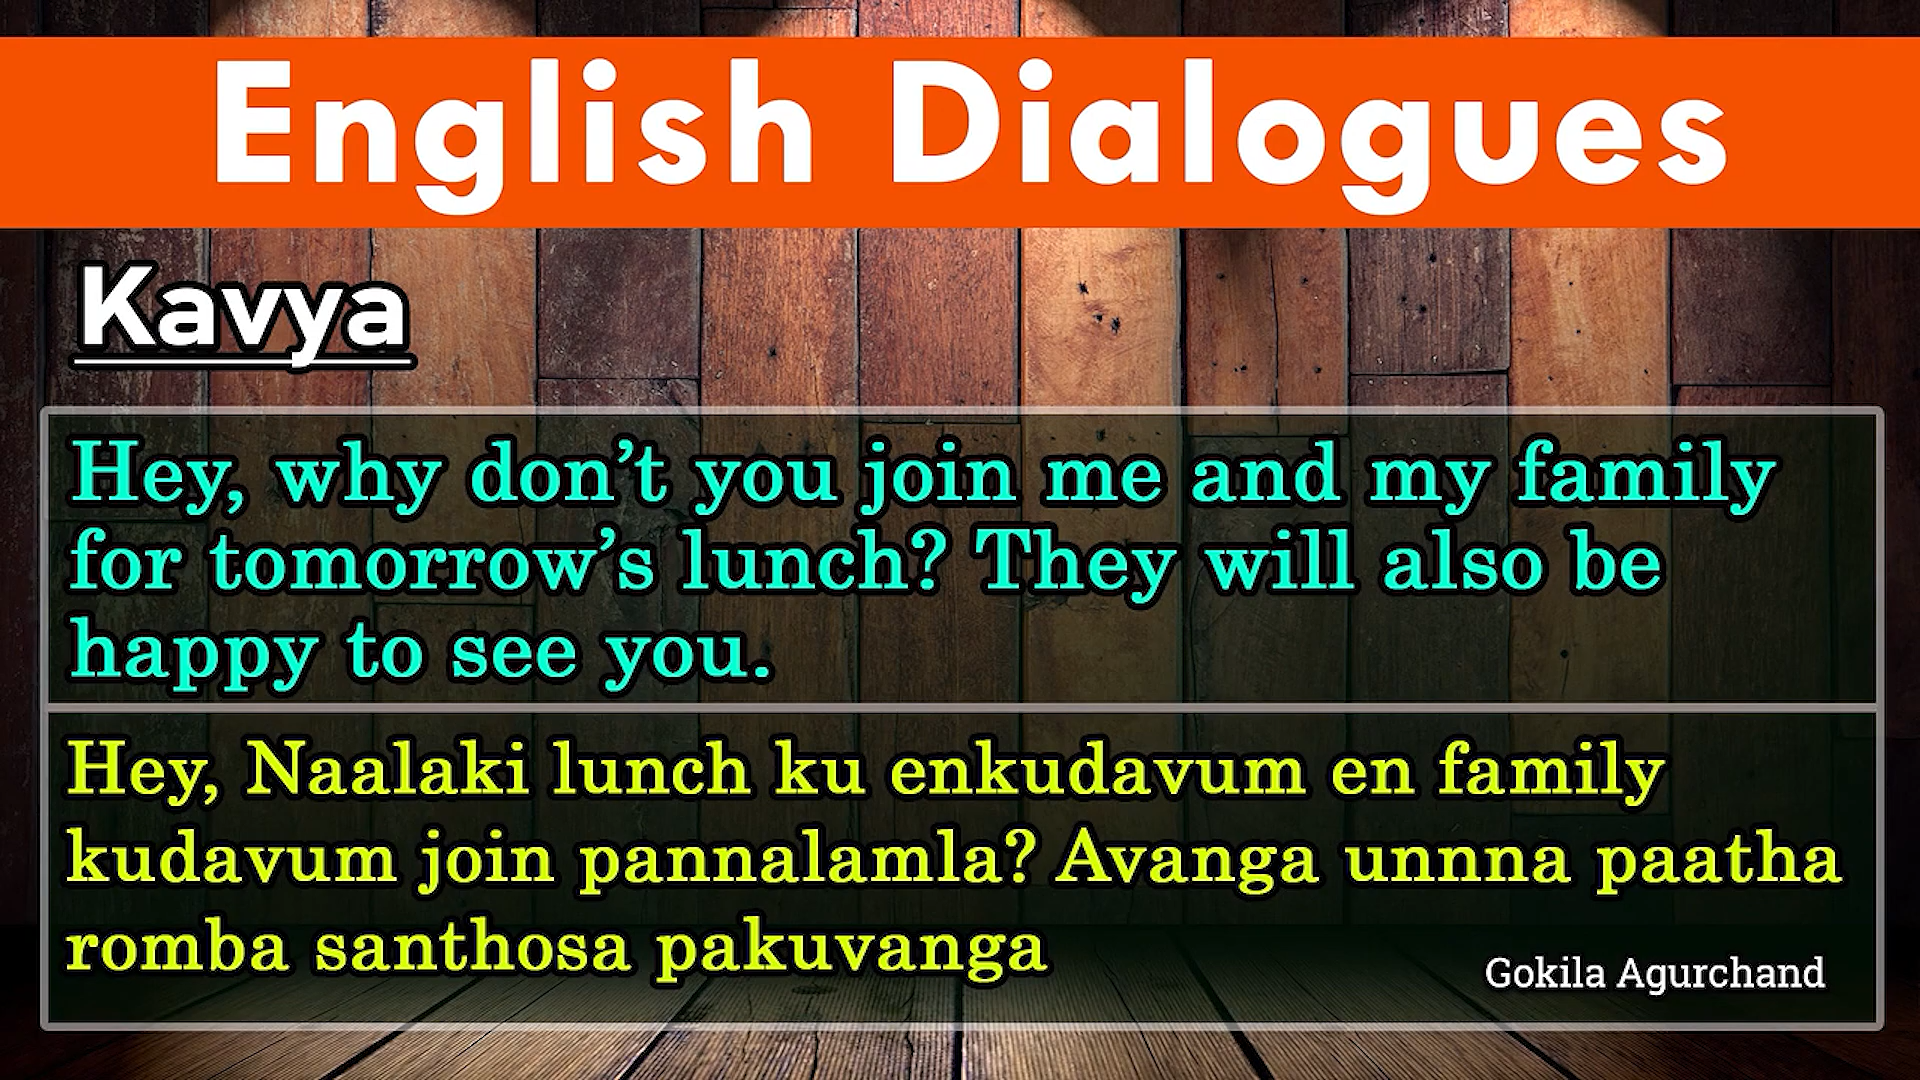 English Dialogues
Kavya
Hey, why don’t you join me and my family
for tomorrow’s lunch? They will also be
happy to see you.
Hey, Naalaki lunch ku enkudavum en family
kudavum join pannalamla? Avanga unnna paatha
romba santhosa pakuvanga
Gokila Agurchand